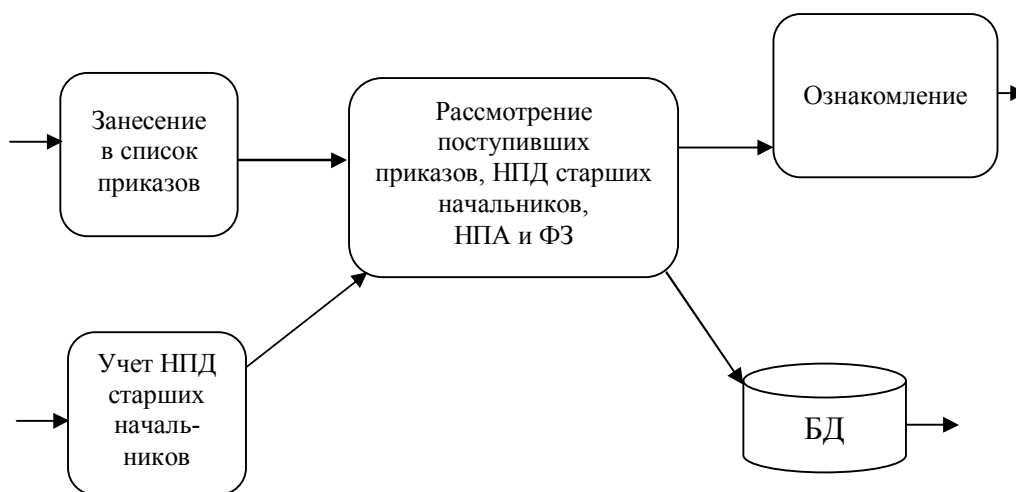 Занесение
в список
приказов
Рассмотрение
поступивших
приказов, НПД старших
начальников,
НПА и ФЗ
Ознакомление
Учет НПД
старших
началь-
ников
БД